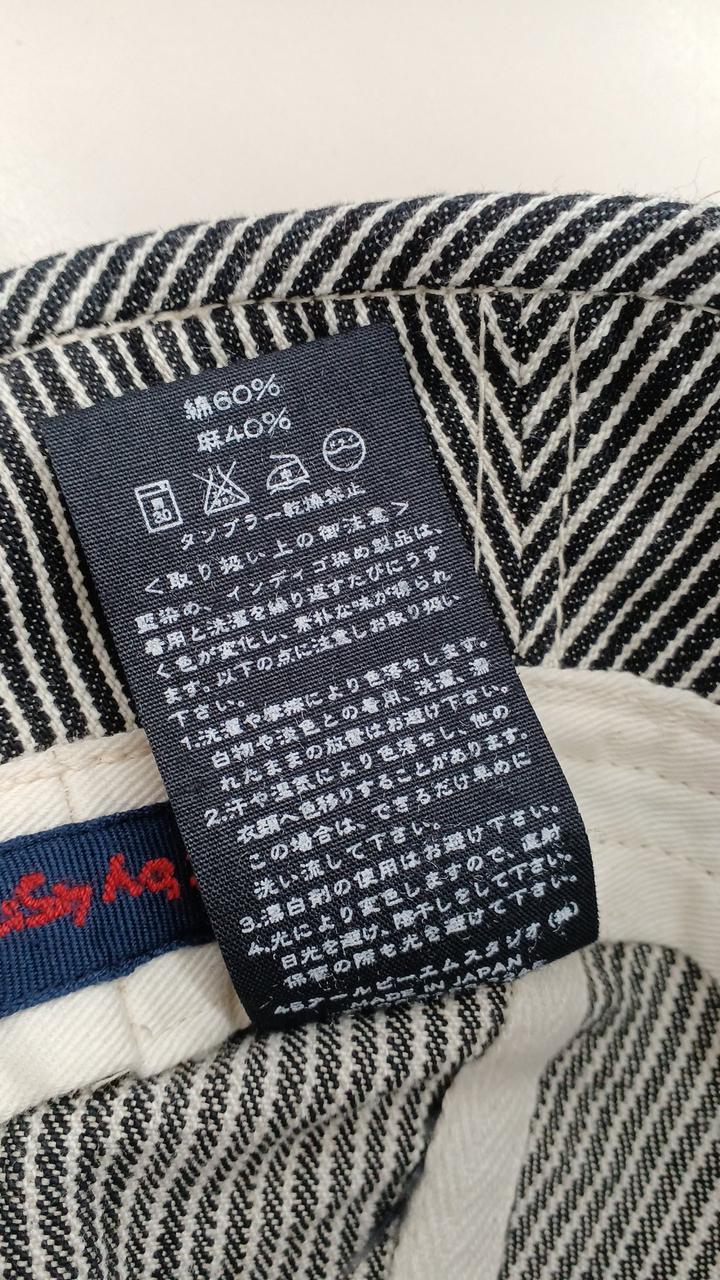 綿60%
麻40%
タンブラー乾燥禁止
<取り扱い上の御注意>
藍染め、インディゴ染め製品は、
着用と洗濯を繰り返すたびにうす
く色が変化し、素朴な味が得られ
ます。以下の点に注意しお取り扱い
下さい。
1.洗濯や摩擦により色落ちします。
白物や淡色との着用、洗濯、濡
れたままの放置はお避け下さい。
2.汗や湿気により色落ちし、他の
衣類へ色移りすることがあります。
この場合は、できるだけ早めに
洗い流して下さい。
3.漂白剤の使用はお避け下さい。
4.光により変色しますので、直射
日光を避け、陰干しをして下さい。
保管の際も光を避けて下さい。
45アールピーエムスタジオ(株)
MADE IN JAPAN
by 45R